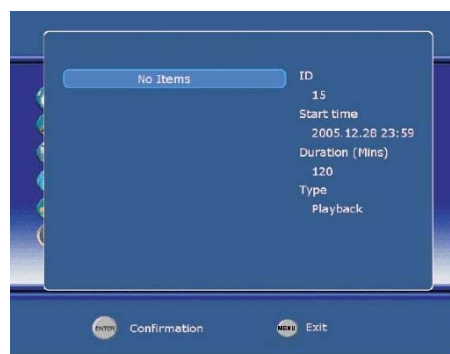 No Items
ID
15
Start time
2005.12.28 23:59
Duration (Mins)
120
Type
Playback
ENTER Confirmation MENU Exit